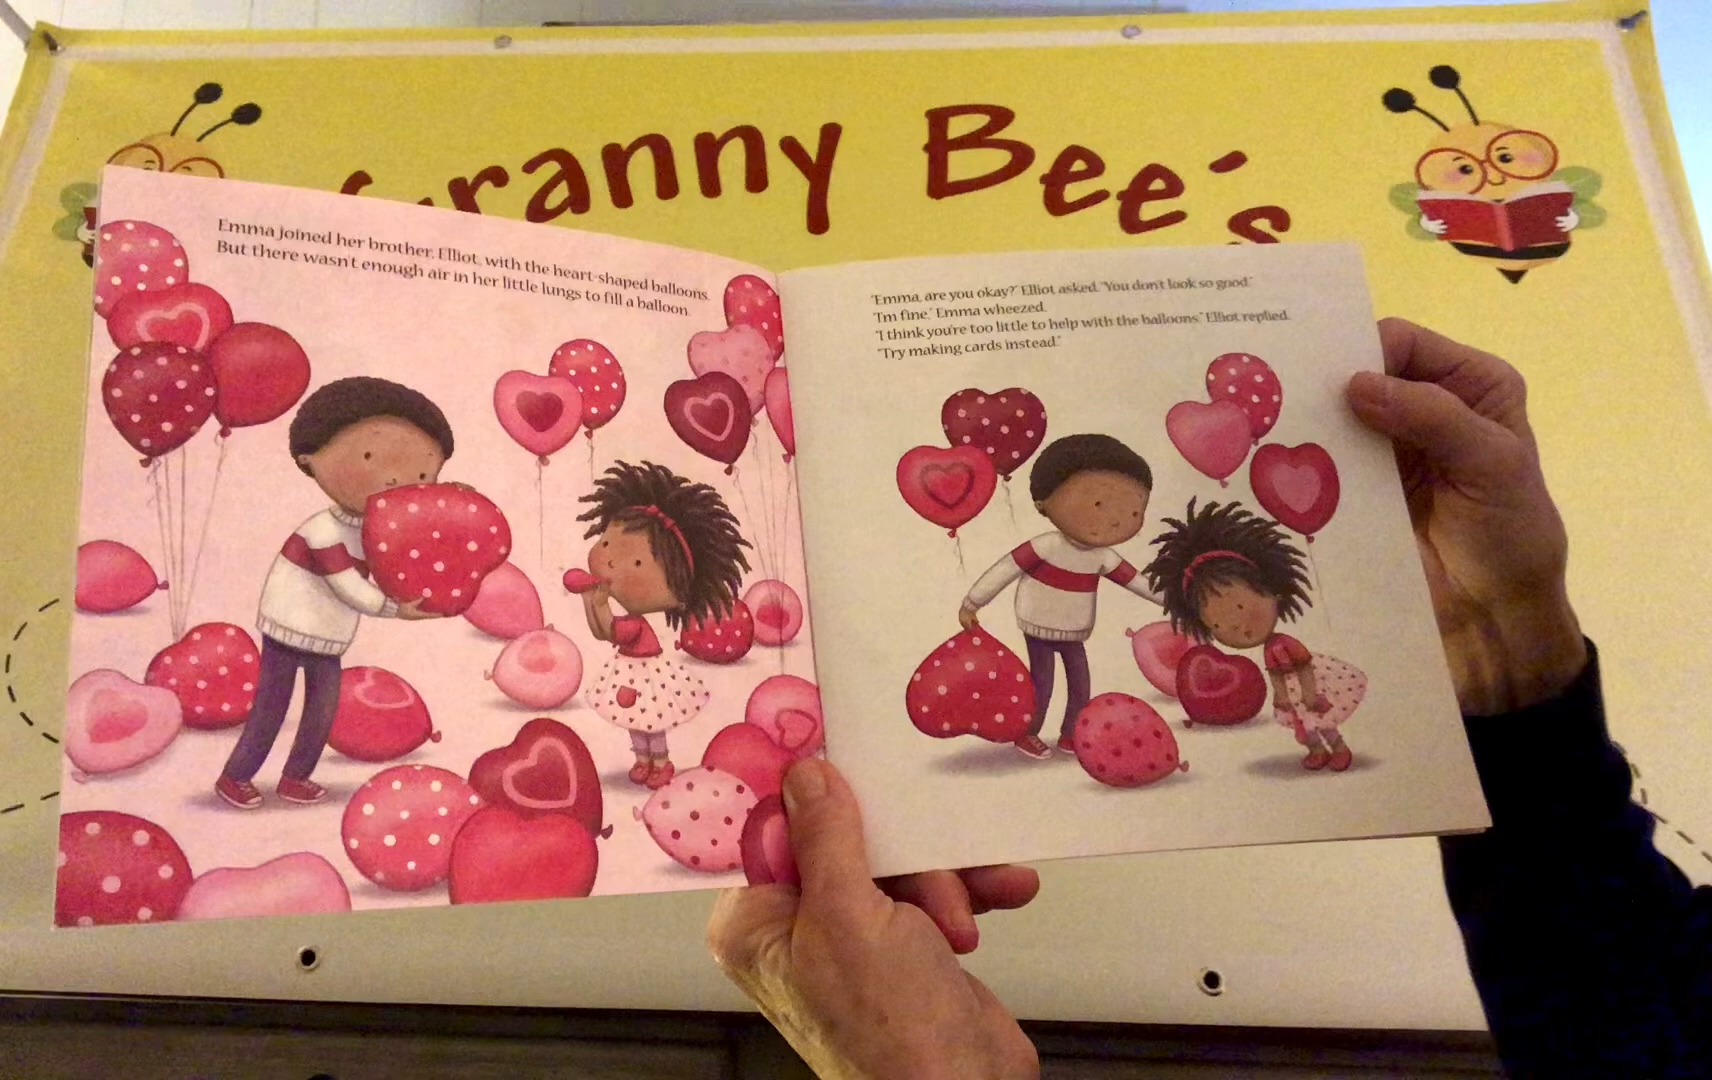 Granny Bee's
Emma joined her brother, Elliot, with the heart-shaped balloons.
But there wasn't enough air in her little lungs to fill a balloon.
"Emma, are you okay?" Elliot asked. "You don't look so good."
"I'm fine," Emma wheezed.
"I think you're too little to help with the balloons," Elliot replied.
"Try making cards instead."